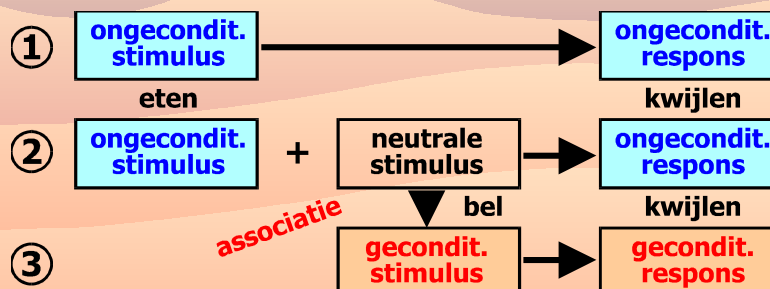 1
ongecondit. stimulus
ongecondit. respons
eten
kwijlen
2
ongecondit. stimulus
+
neutrale stimulus
ongecondit. respons
associatie
bel
kwijlen
3
gecondit. stimulus
gecondit. respons